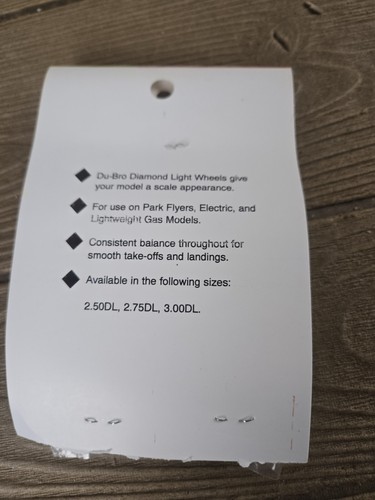 Du-Bro Diamond Light Wheels give
your model a scale appearance.
For use on Park Flyers, Electric, and
Lightweight Gas Models.
Consistent balance throughout for
smooth take-offs and landings.
Available in the following sizes:
2.50DL, 2.75DL, 3.00DL.